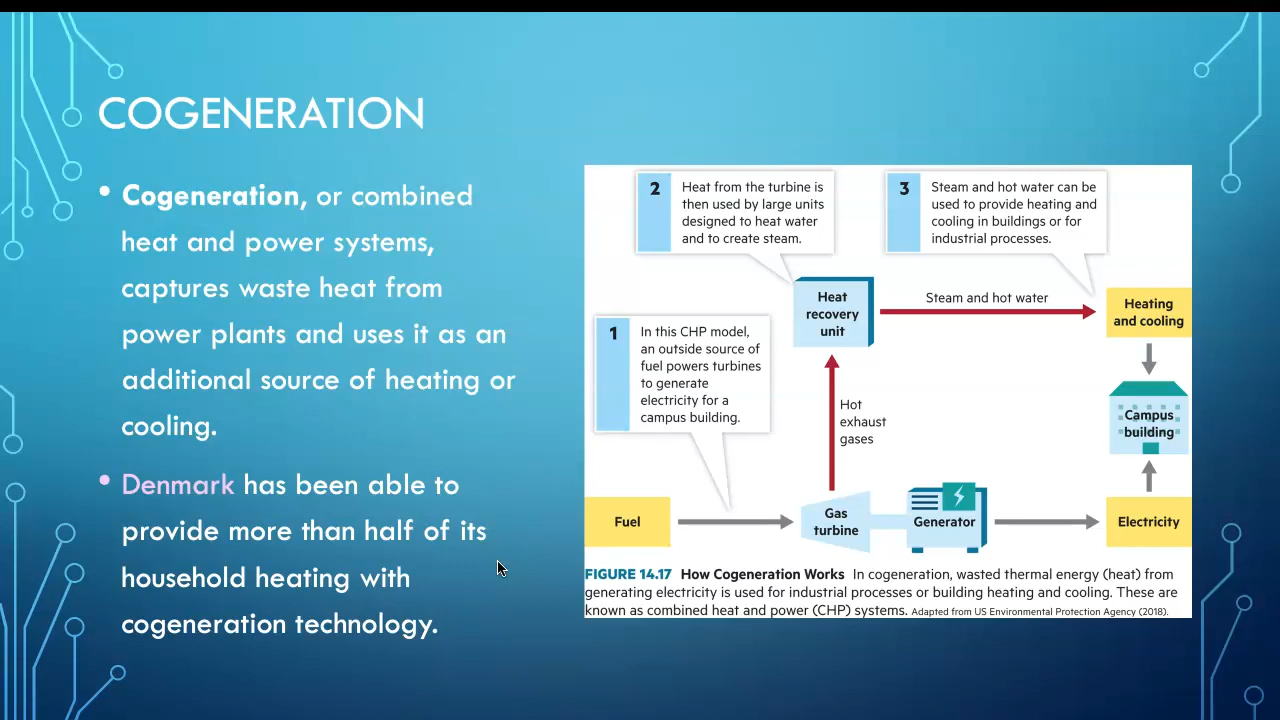 COGENERATION
• Cogeneration, or combined
heat and power systems,
captures waste heat from
power plants and uses it as an
additional source of heating or
cooling.
• Denmark has been able to
provide more than half of its
household heating with
cogeneration technology.
2
Heat from the turbine is
then used by large units
designed to heat water
and to create steam.
3
Steam and hot water can be
used to provide heating and
cooling in buildings or for
industrial processes.
1
In this CHP model,
an outside source of
fuel powers turbines
to generate
electricity for a
campus building.
Heat
recovery
unit
Steam and hot water
Heating
and cooling
Hot
exhaust
gases
Campus
building
Fuel
Gas
turbine
Generator
Electricity
FIGURE 14.17 How Cogeneration Works In cogeneration, wasted thermal energy (heat) from
generating electricity is used for industrial processes or building heating and cooling. These are
known as combined heat and power (CHP) systems. Adapted from US Environmental Protection Agency (2018).